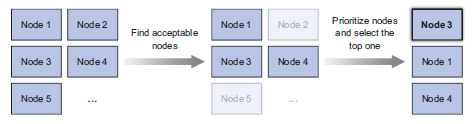 Node 1 Node 2
Node 3 Node 4
Node 5 ...
Find acceptable
nodes
Node 1 Node 2
Node 3 Node 4
Node 5 ...
Prioritize nodes
and select the
top one
Node 3
Node 1
Node 4